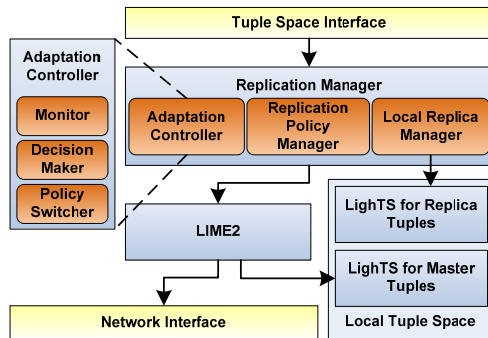 Tuple Space Interface
Adaptation
Controller
Monitor
Decision
Maker
Policy
Switcher
Replication Manager
Adaptation
Controller
Replication
Policy
Manager
Local Replica
Manager
LIME2
LighTS for Replica
Tuples
LighTS for Master
Tuples
Local Tuple Space
Network Interface